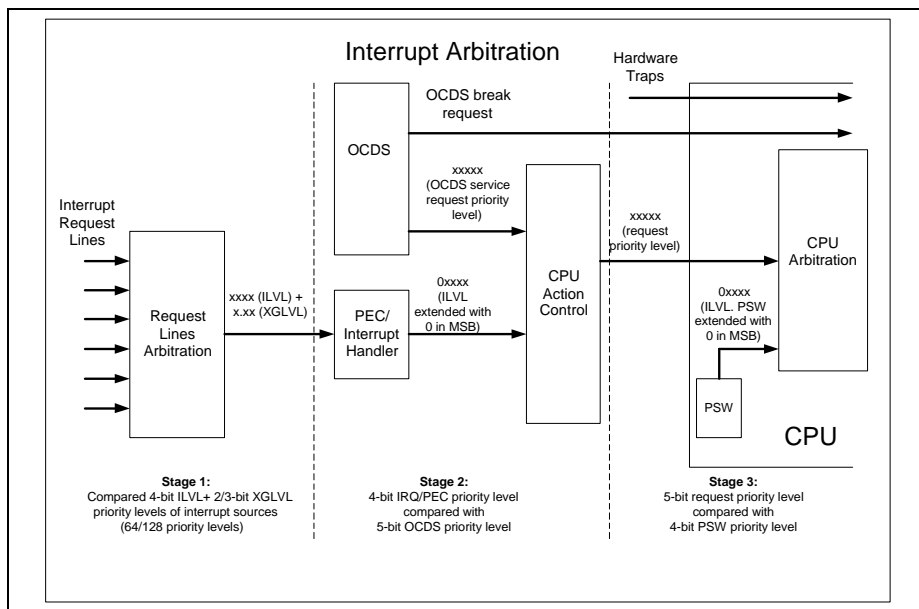 Interrupt Arbitration
Hardware
Traps
OCDS break
request
OCDS
xxxxx
(OCDS service
request priority
level)
Interrupt
Request
Lines
xxxxx
(request
priority level)
CPU
Arbitration
xxxx (ILVL) +
x.xx (XGLVL)
Request
Lines
Arbitration
PEC/
Interrupt
Handler
0xxxx
(ILVL
extended with
0 in MSB)
CPU
Action
Control
0xxxx
(ILVL. PSW
extended with
0 in MSB)
PSW
CPU
Stage 1:
Compared 4-bit ILVL+ 2/3-bit XGLVL
priority levels of interrupt sources
(64/128 priority levels)
Stage 2:
4-bit IRQ/PEC priority level
compared with
5-bit OCDS priority level
Stage 3:
5-bit request priority level
compared with
4-bit PSW priority level